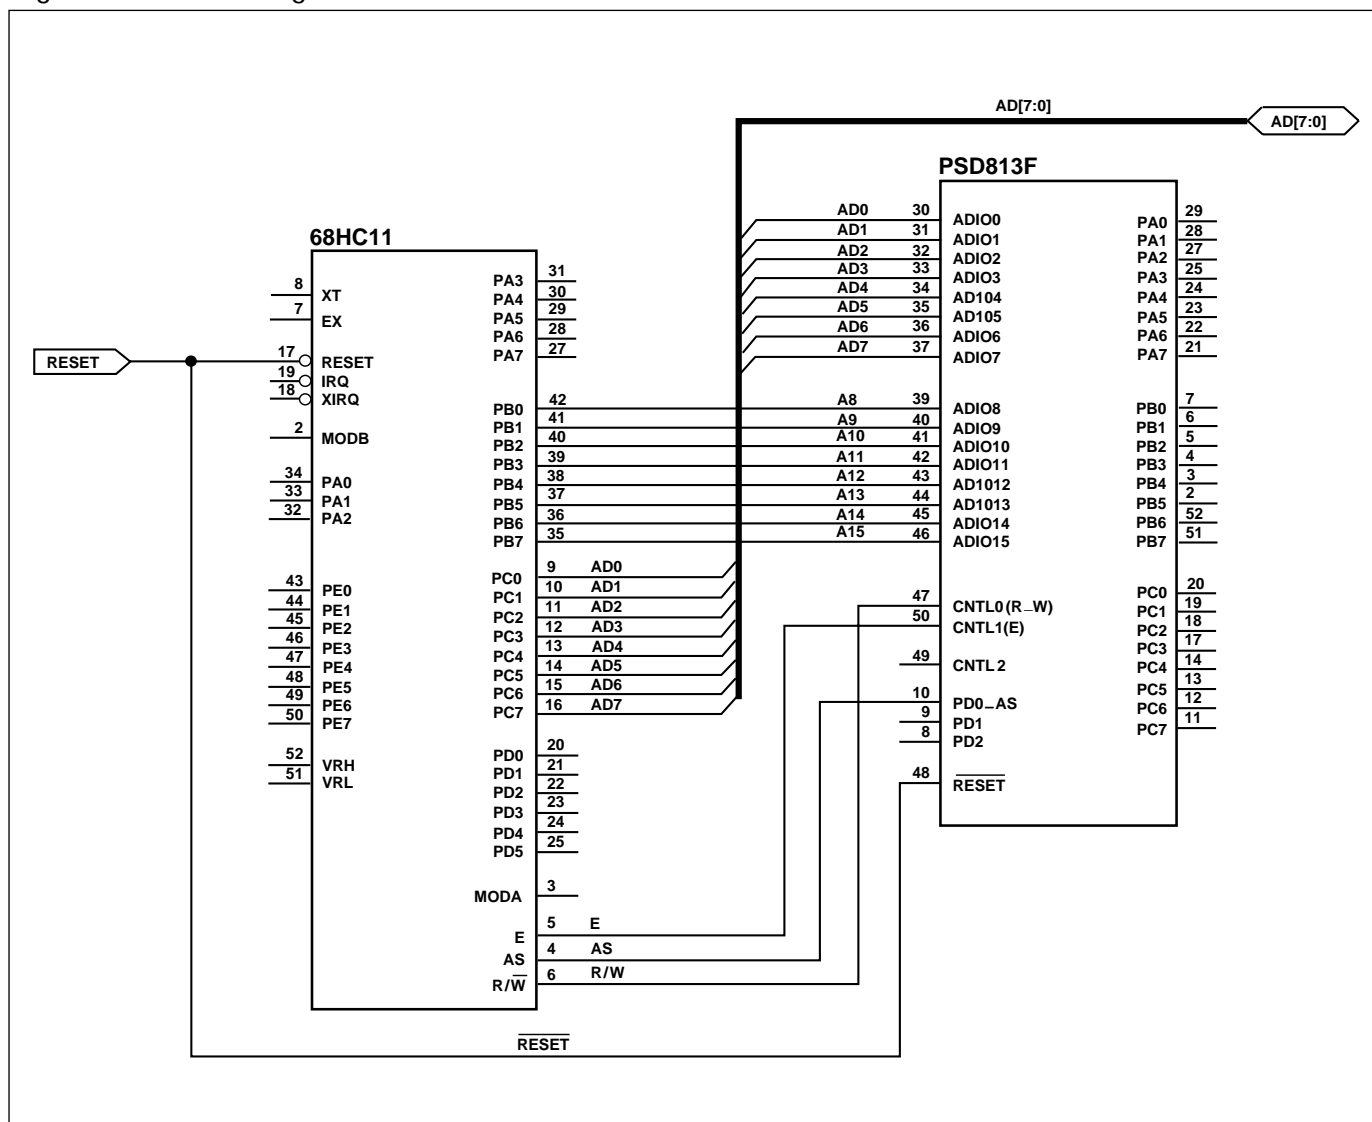 AD[7:0]
AD[7:0]
PSD813F
68HC11
RESET
8 XT
7 EX
17 RESET
19 IRQ
18 XIRQ
2 MODB
34 PA0
33 PA1
32 PA2
43 PE0
44 PE1
45 PE2
46 PE3
47 PE4
48 PE5
49 PE6
50 PE7
52 VRH
51 VRL
PA3 31
PA4 30
PA5 29
PA6 28
PA7 27
PB0 42
PB1 41
PB2 40
PB3 39
PB4 38
PB5 37
PB6 36
PB7 35
PC0 9 AD0
PC1 10 AD1
PC2 11 AD2
PC3 12 AD3
PC4 13 AD4
PC5 14 AD5
PC6 15 AD6
PC7 16 AD7
PD0 20
PD1 21
PD2 22
PD3 23
PD4 24
PD5 25
MODA 3
E 5 E
AS 4 AS
R/W 6 R/W
RESET
AD0 30 ADIO0
AD1 31 ADIO1
AD2 32 ADIO2
AD3 33 ADIO3
AD4 34 AD104
AD5 35 AD105
AD6 36 ADIO6
AD7 37 ADIO7
A8 39 ADIO8
A9 40 ADIO9
A10 41 ADIO10
A11 42 ADIO11
A12 43 AD1012
A13 44 AD1013
A14 45 ADIO14
A15 46 ADIO15
47 CNTL0(R_W)
50 CNTL1(E)
49 CNTL2
10 PD0_AS
9 PD1
8 PD2
48 RESET
PA0 29
PA1 28
PA2 27
PA3 25
PA4 24
PA5 23
PA6 22
PA7 21
PB0 7
PB1 6
PB2 5
PB3 4
PB4 3
PB5 2
PB6 52
PB7 51
PC0 20
PC1 19
PC2 18
PC3 17
PC4 14
PC5 13
PC6 12
PC7 11